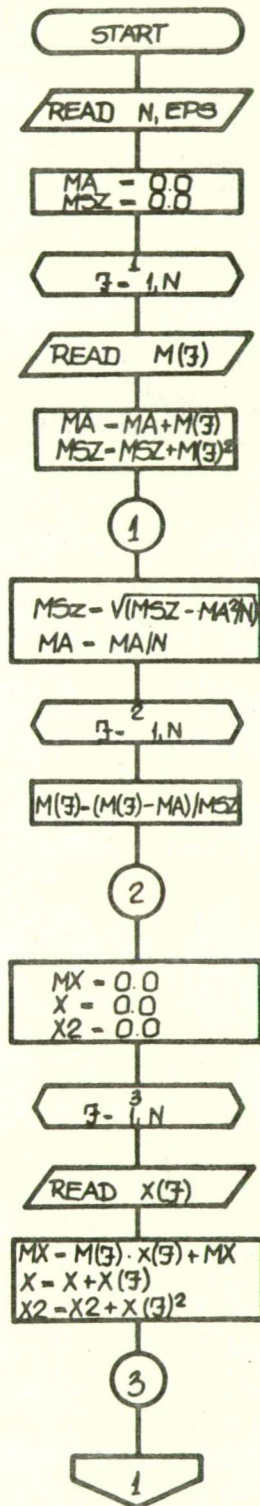 START
READ N, EPS
MA = 0.0
MSZ = 0.0
1
J = 1, N
READ M(J)
MA = MA + M(J)
MSZ = MSZ + M(J)²
1
MSZ = √(MSZ - MA²/N)
MA = MA/N
2
J = 1, N
M(J) = (M(J) - MA)/MSZ
2
MX = 0.0
X = 0.0
X2 = 0.0
3
J = 1, N
READ X(J)
MX = M(J) · X(J) + MX
X = X + X(J)
X2 = X2 + X(J)²
3
1